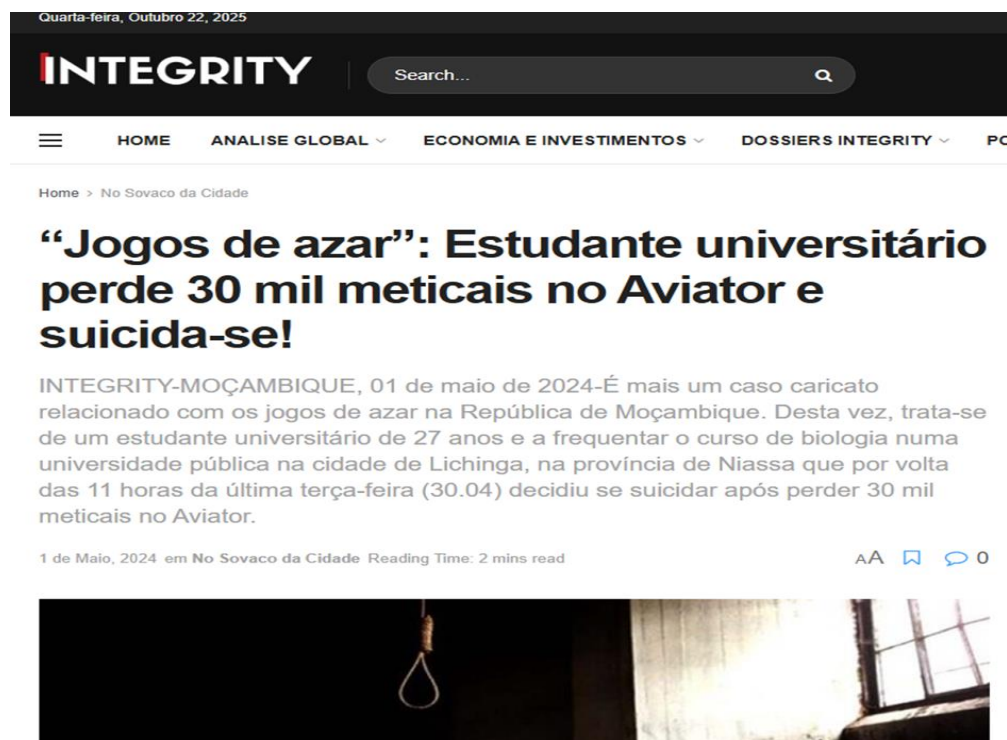 Quarta-feira, Outubro 22, 2025
INTEGRITY
Search...
HOME ANALISE GLOBAL ECONOMIA E INVESTIMENTOS DOSSIERS INTEGRITY
Home > No Sovaco da Cidade
“Jogos de azar”: Estudante universitário
perde 30 mil meticais no Aviator e
suicida-se!
INTEGRITY-MOÇAMBIQUE, 01 de maio de 2024-É mais um caso caricato
relacionado com os jogos de azar na República de Moçambique. Desta vez, trata-se
de um estudante universitário de 27 anos e a frequentar o curso de biologia numa
universidade pública na cidade de Lichinga, na província de Niassa que por volta
das 11 horas da última terça-feira (30.04) decidiu se suicidar após perder 30 mil
meticais no Aviator.
1 de Maio, 2024 em No Sovaco da Cidade Reading Time: 2 mins read AA 0